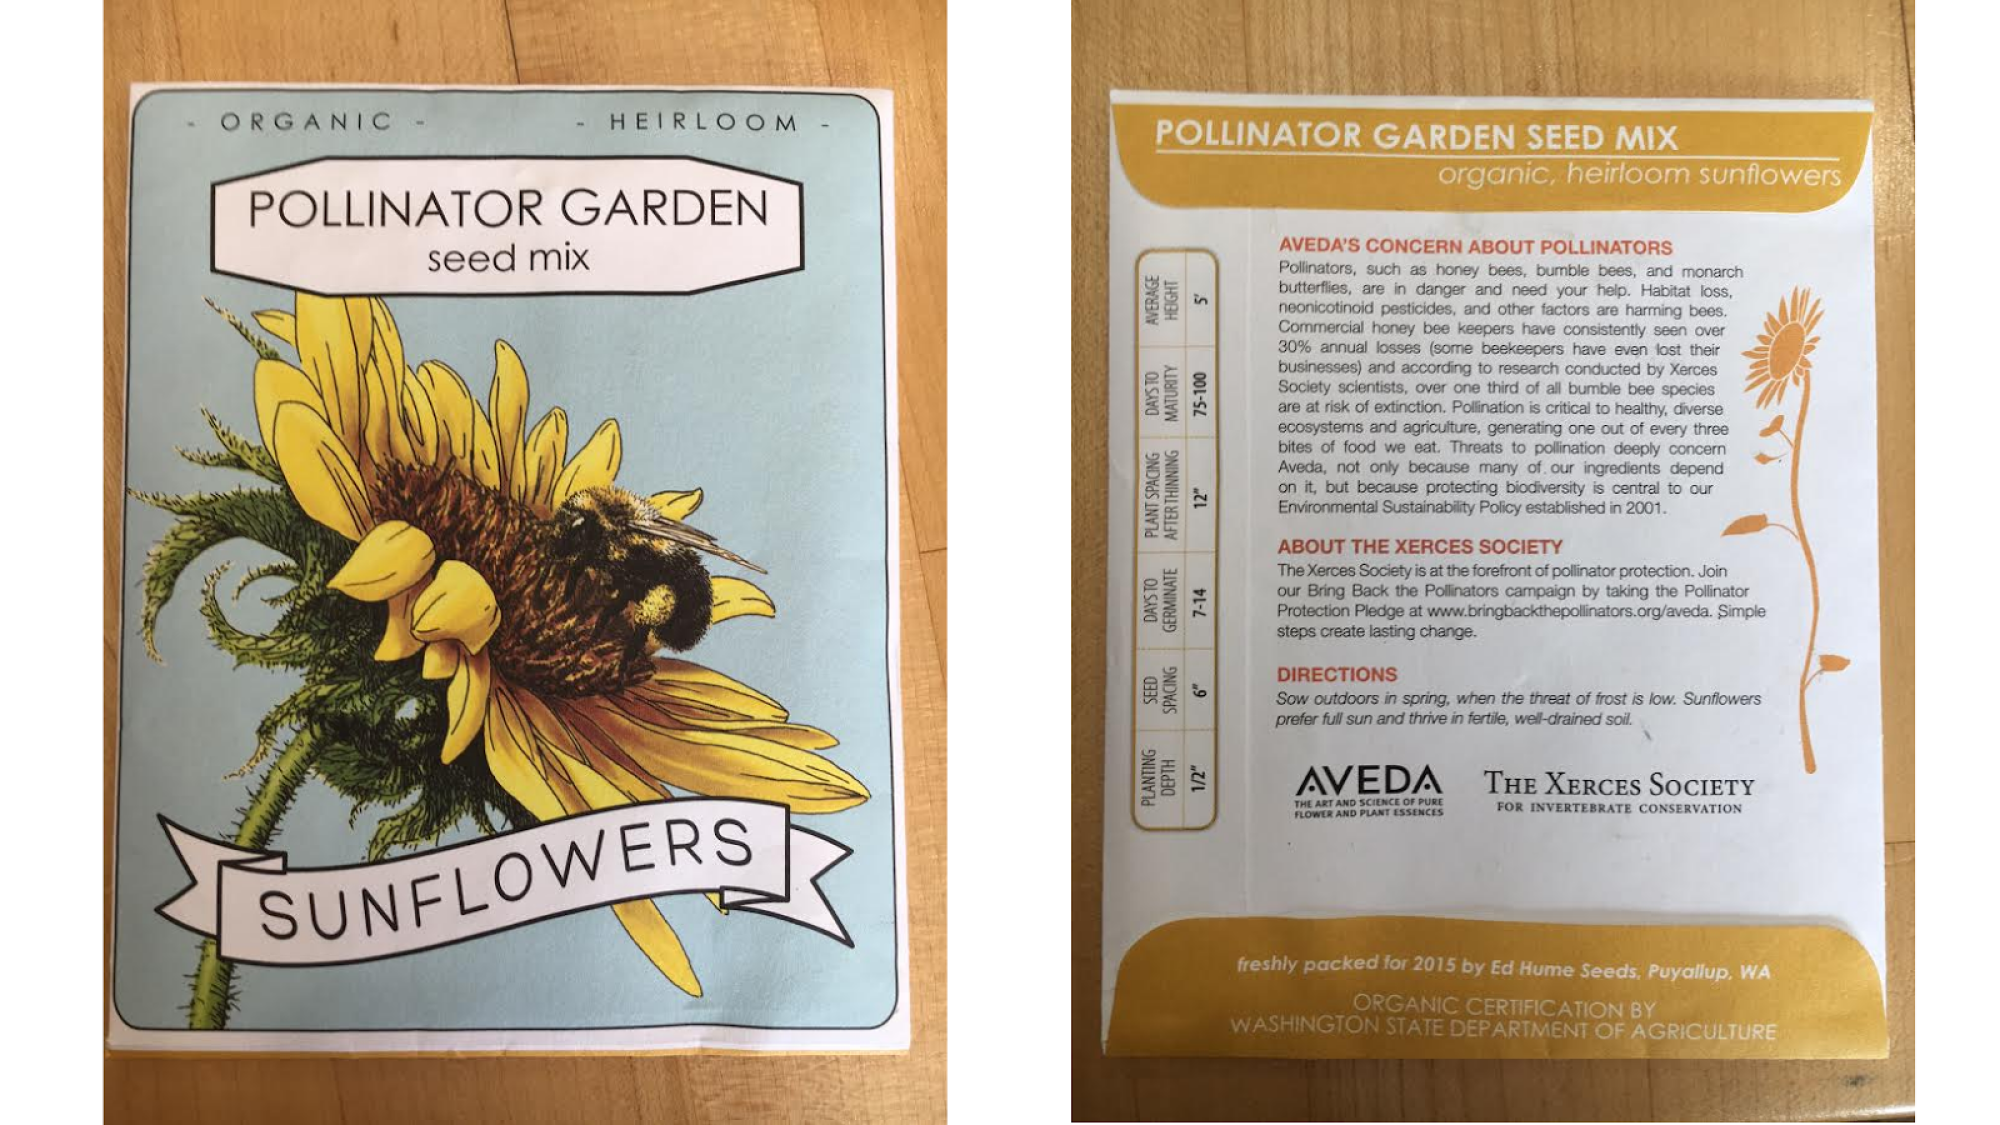 - ORGANIC -
- HEIRLOOM -
POLLINATOR GARDEN
seed mix
SUNFLOWERS
POLLINATOR GARDEN SEED MIX
organic, heirloom sunflowers
AVERAGE HEIGHT 5'
DAYS TO MATURITY 75-100
PLANT SPACING AFTER THINNING 12"
DAYS TO GERMINATE 7-14
SEED SPACING 6"
PLANTING DEPTH 1/2"
AVEDA'S CONCERN ABOUT POLLINATORS
Pollinators, such as honey bees, bumble bees, and monarch
butterflies, are in danger and need your help. Habitat loss,
neonicotinoid pesticides, and other factors are harming bees.
Commercial honey bee keepers have consistently seen over
30% annual losses (some beekeepers have even lost their
businesses) and according to research conducted by Xerces
Society scientists, over one third of all bumble bee species
are at risk of extinction. Pollination is critical to healthy, diverse
ecosystems and agriculture, generating one out of every three
bites of food we eat. Threats to pollination deeply concern
Aveda, not only because many of our ingredients depend
on it, but because protecting biodiversity is central to our
Environmental Sustainability Policy established in 2001.
ABOUT THE XERCES SOCIETY
The Xerces Society is at the forefront of pollinator protection. Join
our Bring Back the Pollinators campaign by taking the Pollinator
Protection Pledge at www.bringbackthepollinators.org/aveda. Simple
steps create lasting change.
DIRECTIONS
Sow outdoors in spring, when the threat of frost is low. Sunflowers
prefer full sun and thrive in fertile, well-drained soil.
AVEDA
THE ART AND SCIENCE OF PURE
FLOWER AND PLANT ESSENCES
THE XERCES SOCIETY
FOR INVERTEBRATE CONSERVATION
freshly packed for 2015 by Ed Hume Seeds, Puyallup, WA
ORGANIC CERTIFICATION BY
WASHINGTON STATE DEPARTMENT OF AGRICULTURE